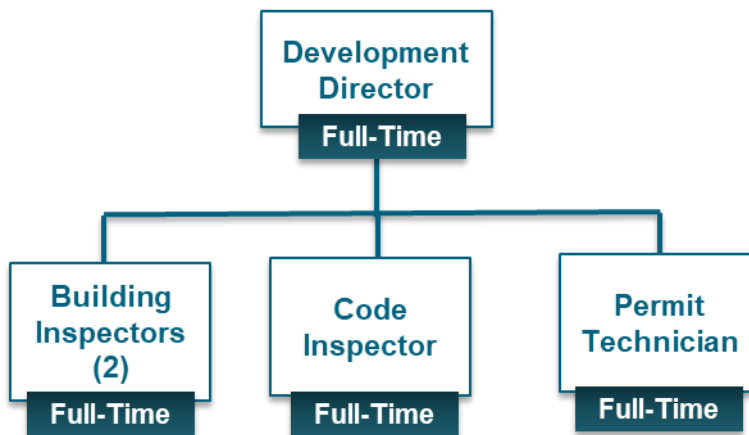 Development
Director
Full-Time
Building
Inspectors
(2)
Full-Time
Code
Inspector
Full-Time
Permit
Technician
Full-Time